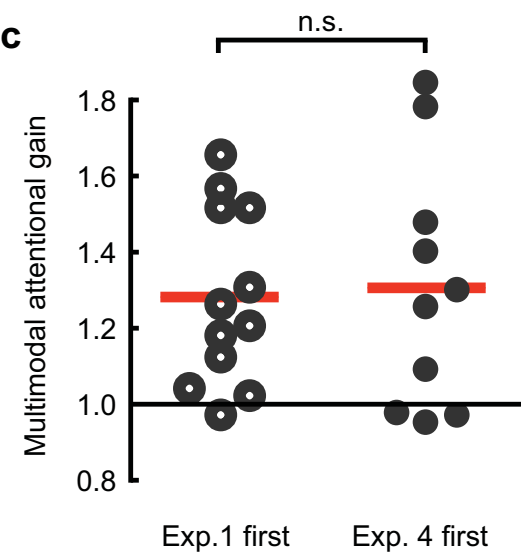 c
n.s.
Multimodal attentional gain
1.8
1.6
1.4
1.2
1.0
0.8
Exp.1 first
Exp. 4 first